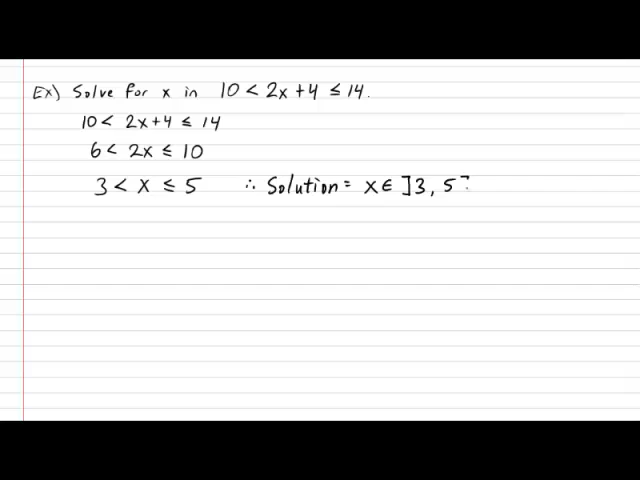 Ex) Solve for x in 10 < 2x + 4 ≤ 14.
10 < 2x+4 ≤ 14
6 < 2x ≤ 10
3 < x ≤ 5 ∴ Solution = x ∈ ]3, 5